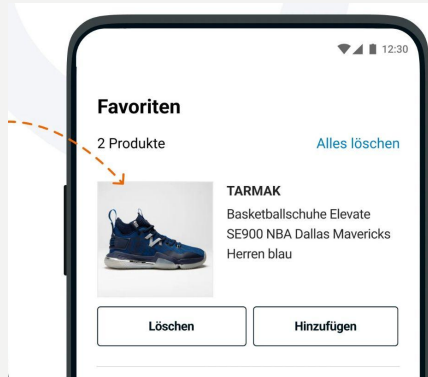 12:30
Favoriten
2 Produkte Alles löschen
TARMAK
Basketballschuhe Elevate
SE900 NBA Dallas Mavericks
Herren blau
Löschen Hinzufügen